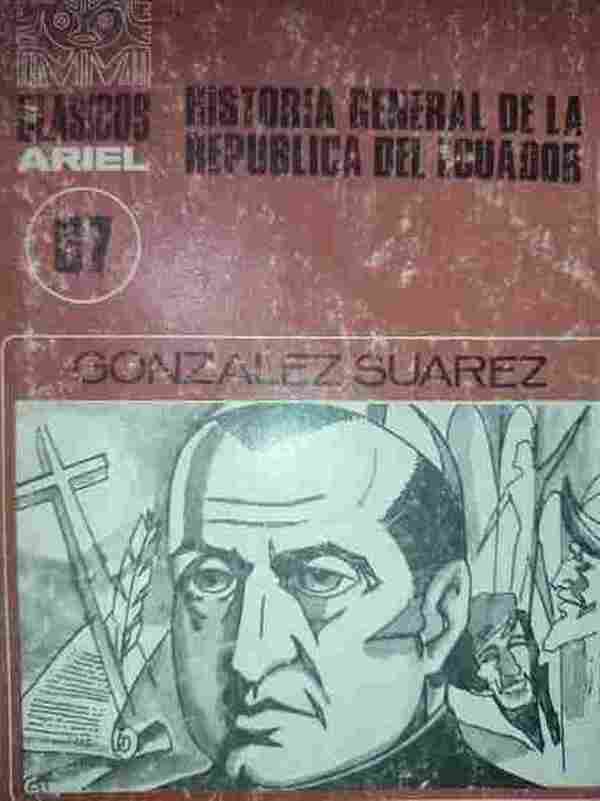 CLASICOS
ARIEL
HISTORIA GENERAL DE LA
REPUBLICA DEL ECUADOR
67
GONZALEZ SUAREZ